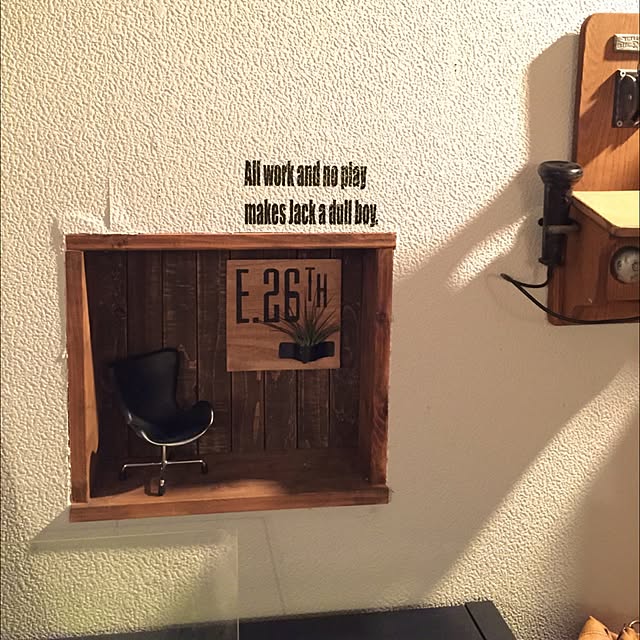 All work and no play
makes Jack a dull boy.
E.26TH